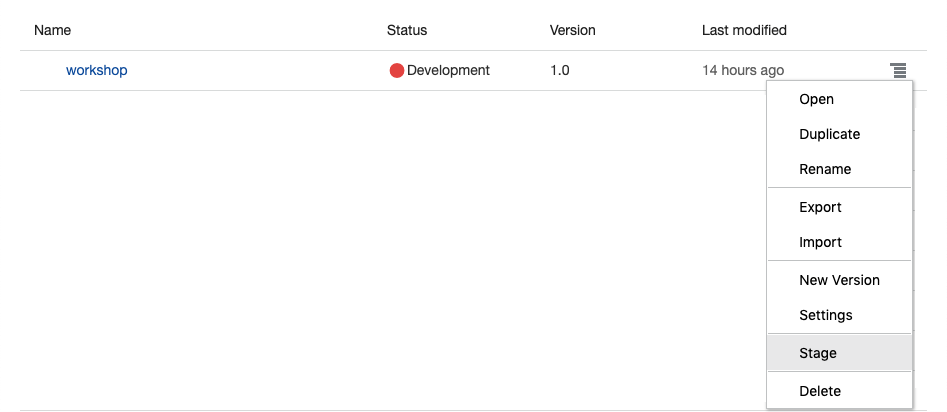 Name Status Version Last modified
workshop Development 1.0 14 hours ago
Open
Duplicate
Rename
Export
Import
New Version
Settings
Stage
Delete